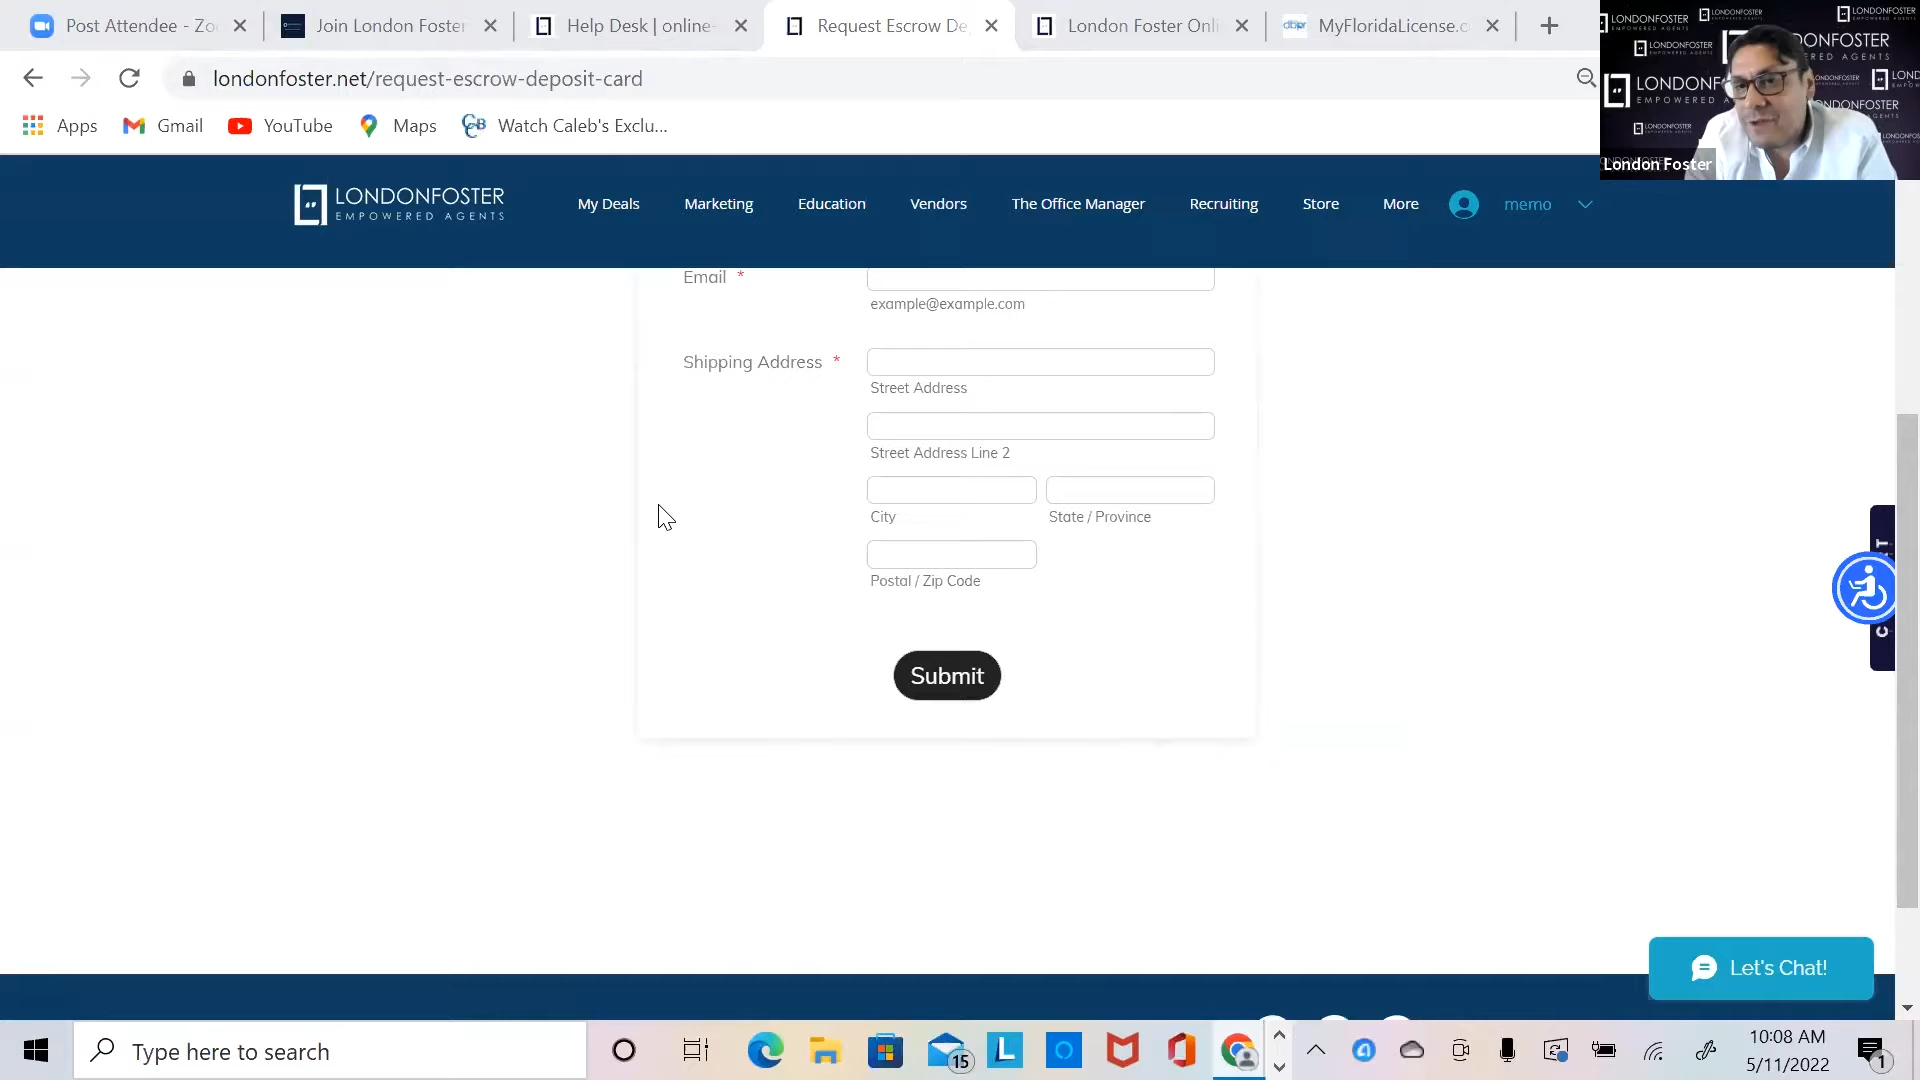 Post Attendee - Zo
Join London Foster
Help Desk | online-
Request Escrow De
London Foster Onli
MyFloridaLicense.c
londonfoster.net/request-escrow-deposit-card
Apps
Gmail
YouTube
Maps
Watch Caleb's Exclu...
London Foster
LONDONFOSTER
EMPOWERED AGENTS
My Deals
Marketing
Education
Vendors
The Office Manager
Recruiting
Store
More
memo
Email *
example@example.com
Shipping Address *
Street Address
Street Address Line 2
City
State / Province
Postal / Zip Code
Submit
Let's Chat!
Type here to search
15
10:08 AM
5/11/2022
1